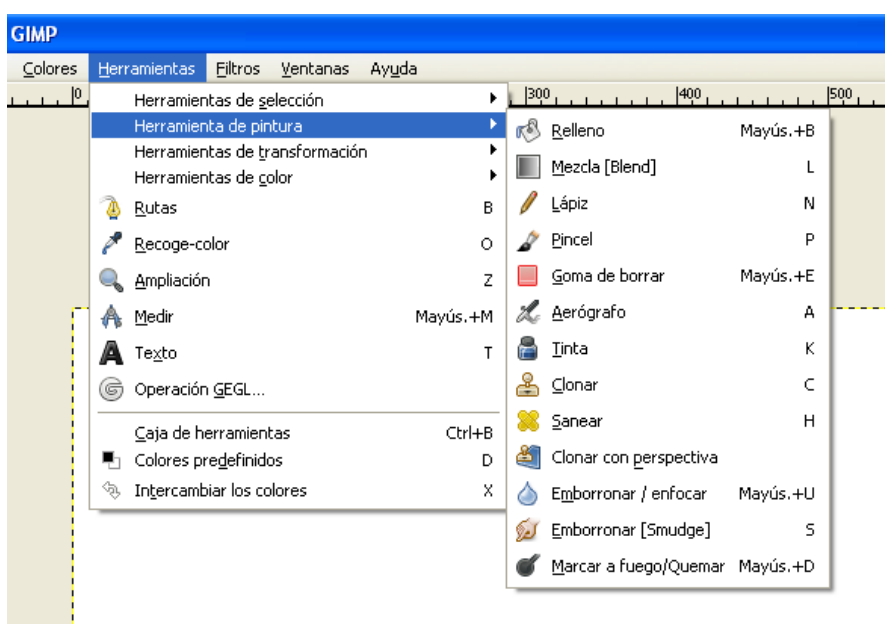 GIMP
Colores Herramientas Filtros Ventanas Ayuda
0 300 400 500
Herramientas de selección
Herramienta de pintura
Herramientas de transformación
Herramientas de color
Rutas B
Recoge-color O
Ampliación Z
Medir Mayús.+M
Texto T
Operación GEGL...
Caja de herramientas Ctrl+B
Colores predefinidos D
Intercambiar los colores X
Relleno Mayús.+B
Mezcla [Blend] L
Lápiz N
Pincel P
Goma de borrar Mayús.+E
Aerógrafo A
Tinta K
Clonar C
Sanear H
Clonar con perspectiva
Emborronar / enfocar Mayús.+U
Emborronar [Smudge] S
Marcar a fuego/Quemar Mayús.+D